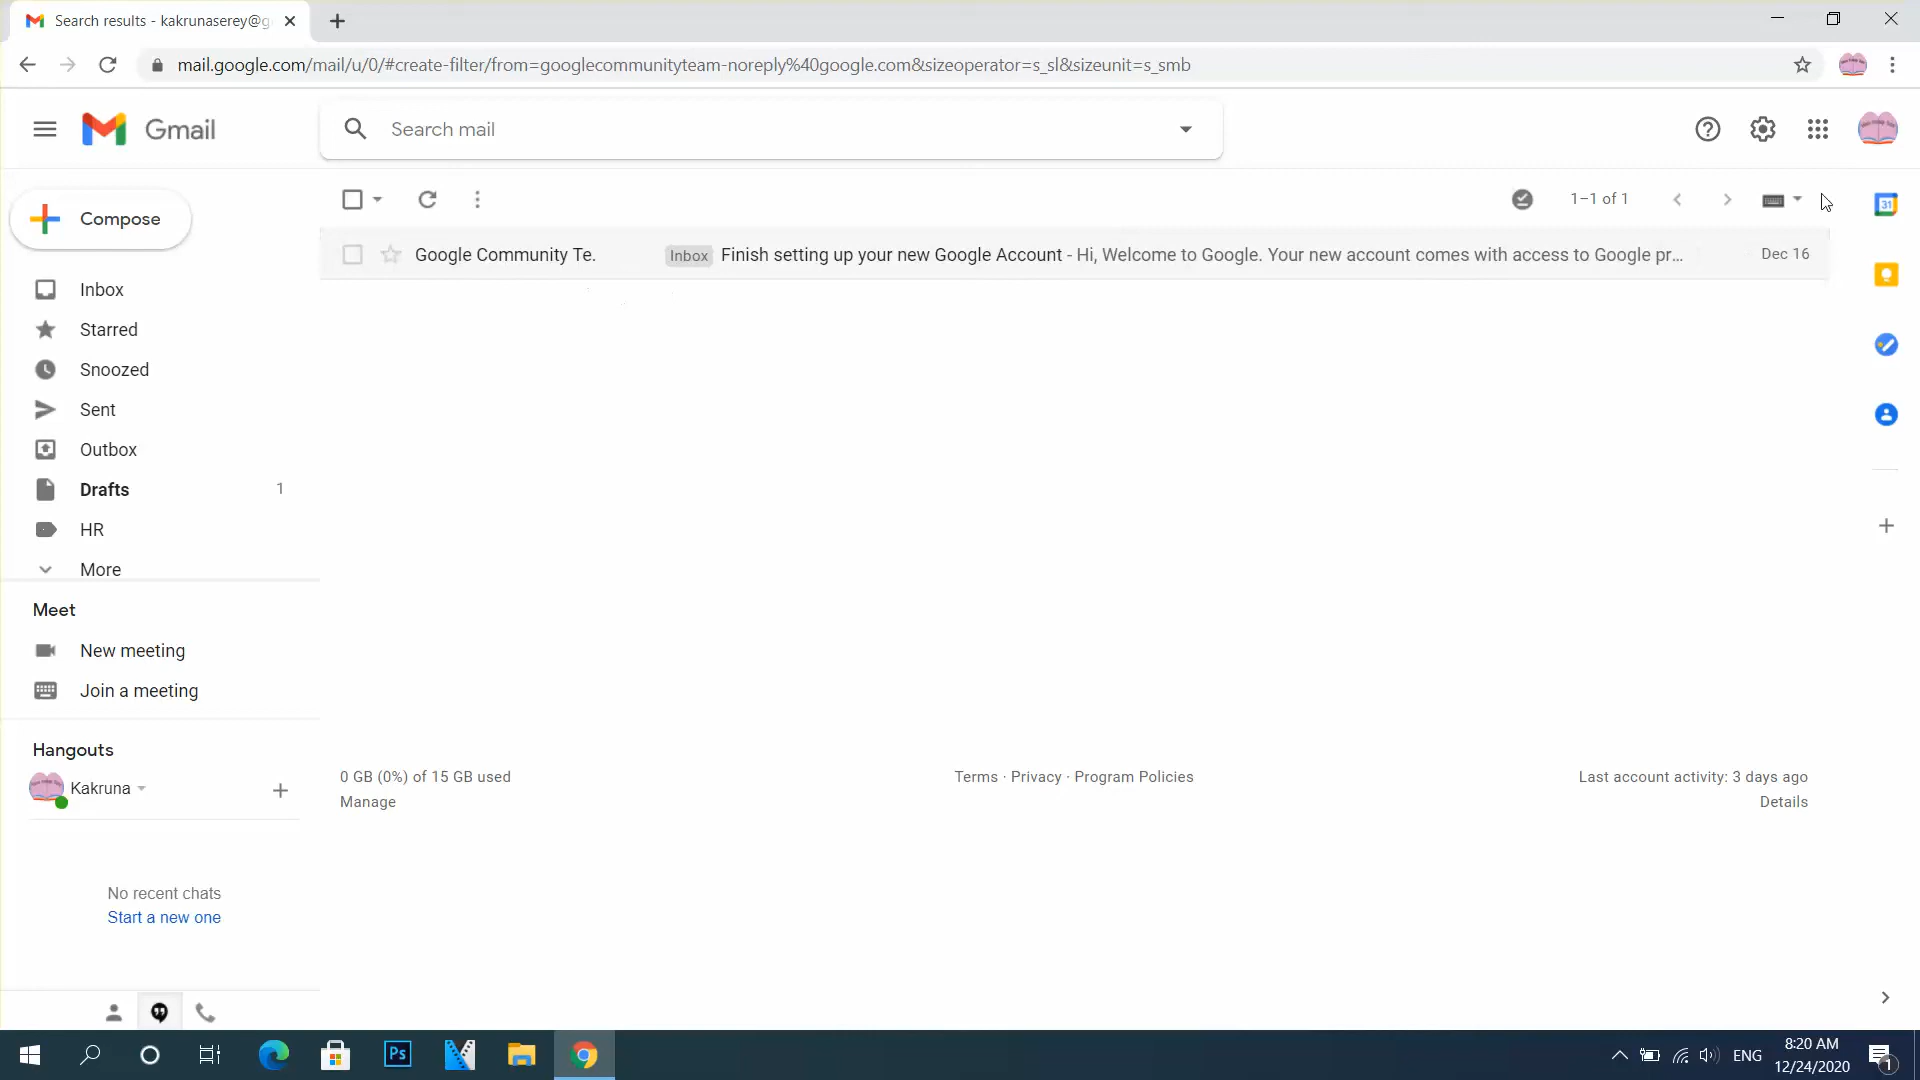 Search results - kakrunaserey@g
mail.google.com/mail/u/0/#create-filter/from=googlecommunityteam-noreply%40google.com&sizeoperator=s_sl&sizeunit=s_smb
Gmail
Search mail
31
Compose
1–1 of 1
Google Community Te.
Inbox
Finish setting up your new Google Account - Hi, Welcome to Google. Your new account comes with access to Google pr...
Dec 16
Inbox
Starred
Snoozed
Sent
Outbox
Drafts
1
HR
More
Meet
New meeting
Join a meeting
Hangouts
Kakruna
No recent chats
Start a new one
0 GB (0%) of 15 GB used
Manage
Terms · Privacy · Program Policies
Last account activity: 3 days ago
Details
Ps
ENG
8:20 AM
12/24/2020
1